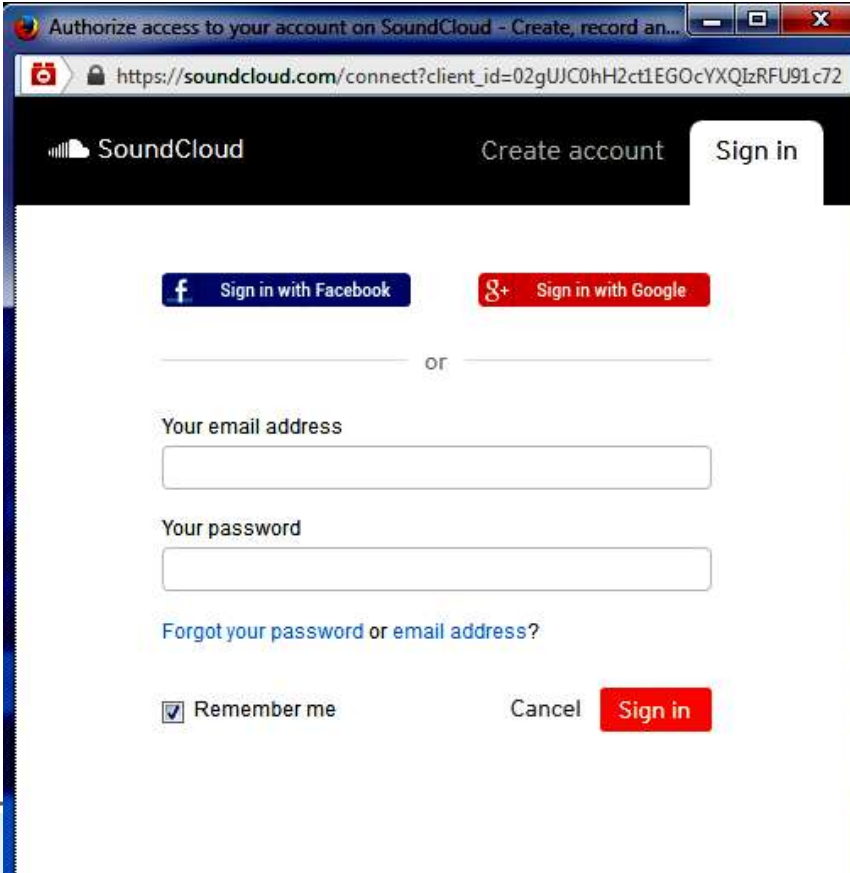 Authorize access to your account on SoundCloud - Create, record an...
https://soundcloud.com/connect?client_id=02gUJC0hH2ct1EGOcYXQIzRFU91c72
SoundCloud Create account Sign in
f Sign in with Facebook 8+ Sign in with Google
or
Your email address
Your password
Forgot your password or email address?
Remember me Cancel Sign in